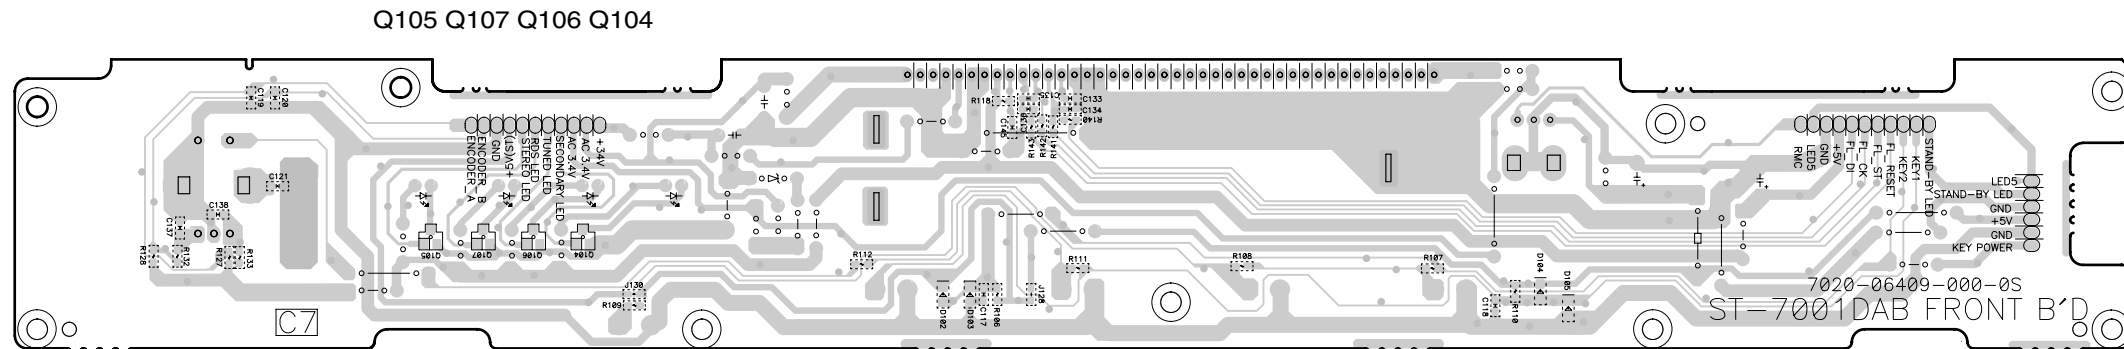 Q105 Q107 Q106 Q104
C119
C120
R118
C135
C133
C134
R140
R143
R142
R141
+34V
AC 3.4V
AC 3.4V
SECONDARY LED
TUNED LED
RDS LED
STEREO LED
+5V(ST)
GND
ENCODER_B
ENCODER_A
STAND-BY LED
KEY1
KEY2
FL_RESET
FL_ST
FL_CK
FL_DI
+5V
GND
LED5
RMC
C121
C138
C137
R128
R132
R127
R133
Q105
Q107
Q106
Q104
LED5
STAND-BY LED
GND
+5V
GND
KEY POWER
R112
R111
R108
R107
J130
R109
D102
D103
C117
R106
J128
C118
R110
D104
D105
7020-06409-000-0S
ST-7001DAB FRONT B'D
C7